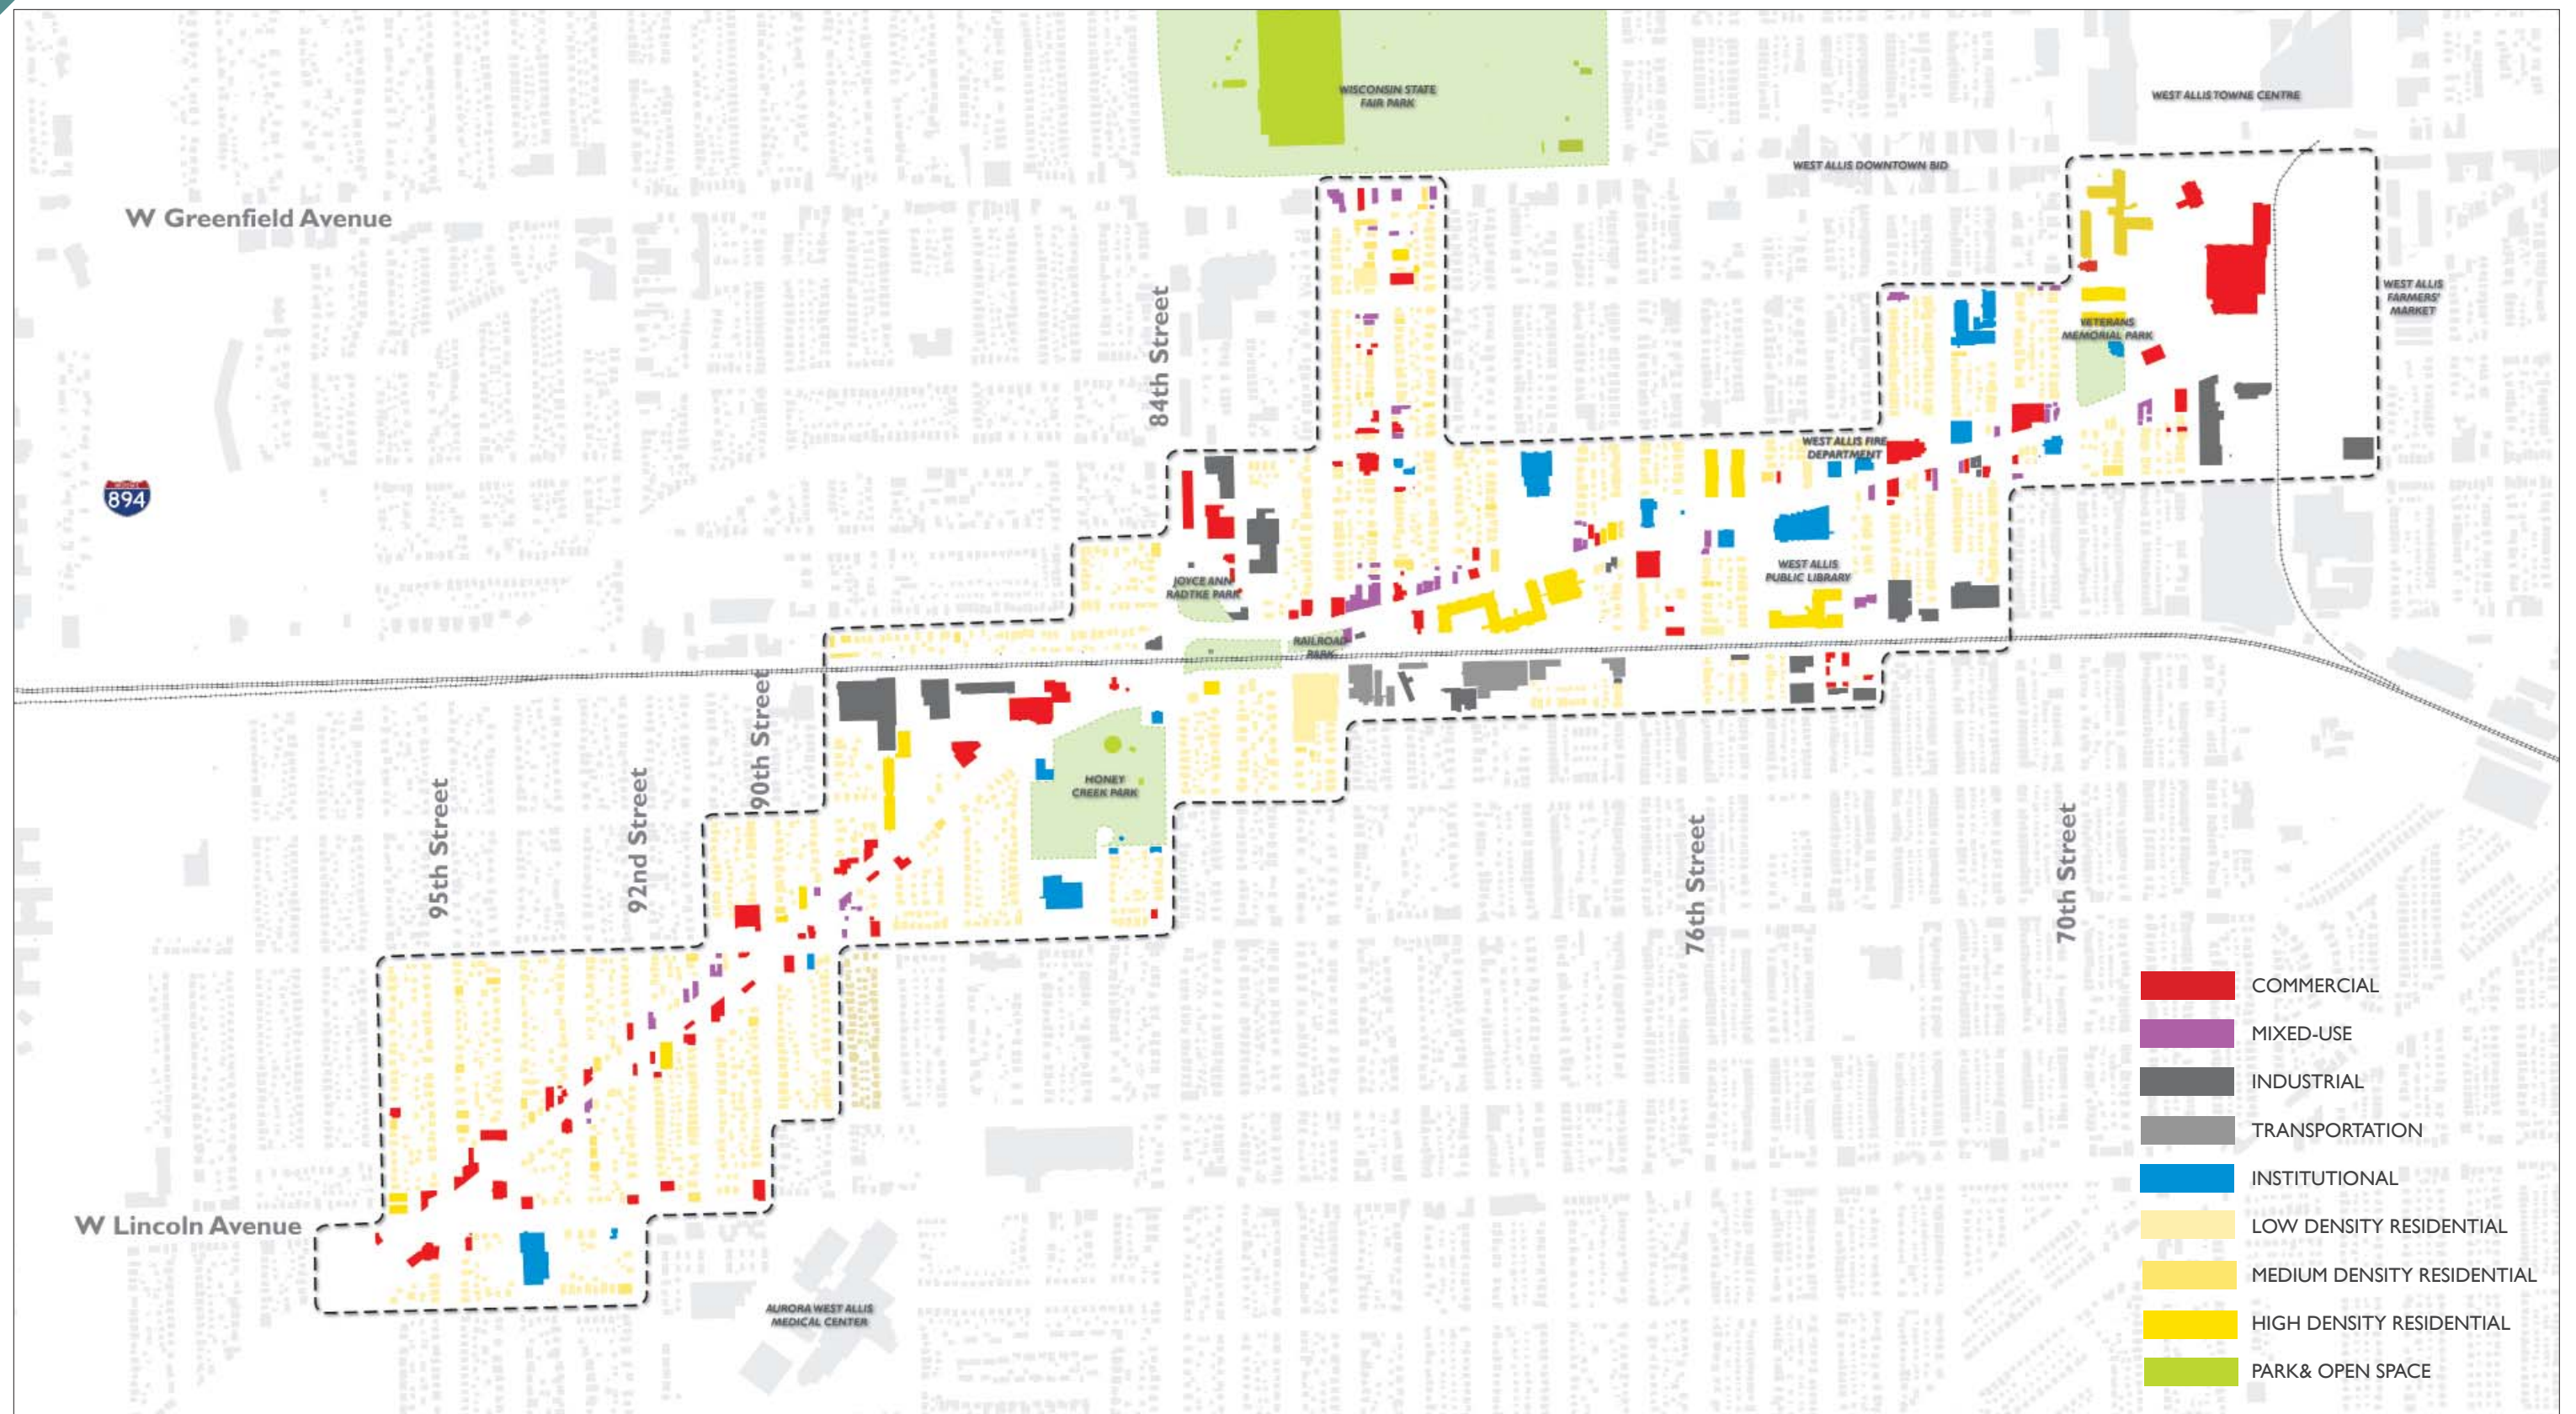 WISCONSIN STATE
FAIR PARK
WEST ALLIS TOWNE CENTRE
WEST ALLIS DOWNTOWN BID
W Greenfield Avenue
84th Street
WEST ALLIS
FARMERS'
MARKET
VETERANS
MEMORIAL PARK
WEST ALLIS FIRE
DEPARTMENT
894
JOYCE ANN
RADTKE PARK
WEST ALLIS
PUBLIC LIBRARY
RAILROAD
PARK
90th Street
HONEY
CREEK PARK
95th Street
92nd Street
76th Street
70th Street
W Lincoln Avenue
AURORA WEST ALLIS
MEDICAL CENTER
COMMERCIAL
MIXED-USE
INDUSTRIAL
TRANSPORTATION
INSTITUTIONAL
LOW DENSITY RESIDENTIAL
MEDIUM DENSITY RESIDENTIAL
HIGH DENSITY RESIDENTIAL
PARK& OPEN SPACE